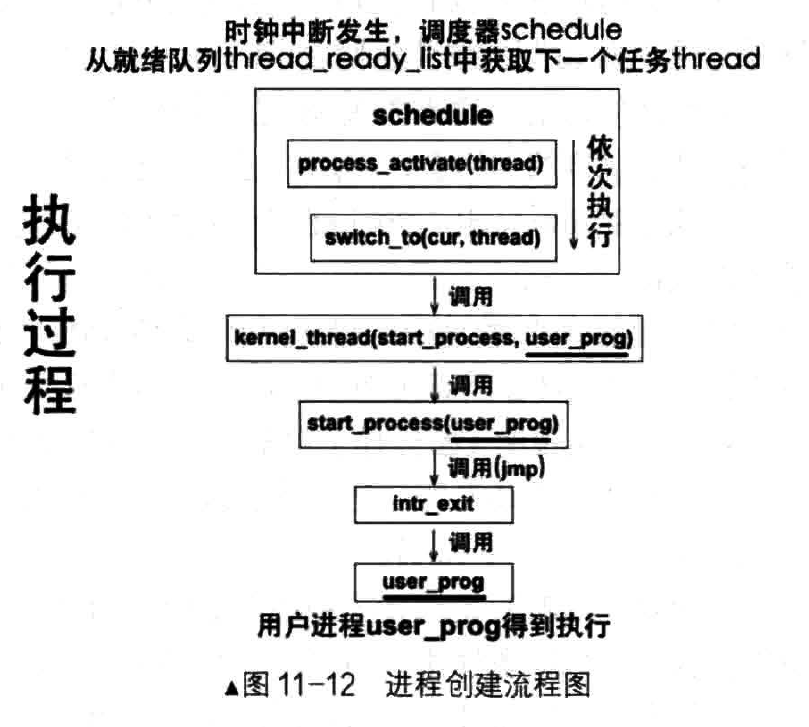 时钟中断发生，调度器schedule
从就绪队列thread_ready_list中获取下一个任务thread
执行过程
schedule
process_activate(thread)
依次执行
switch_to(cur, thread)
调用
kernel_thread(start_process, user_prog)
调用
start_process(user_prog)
调用(jmp)
intr_exit
调用
user_prog
用户进程user_prog得到执行
▲图 11-12 进程创建流程图